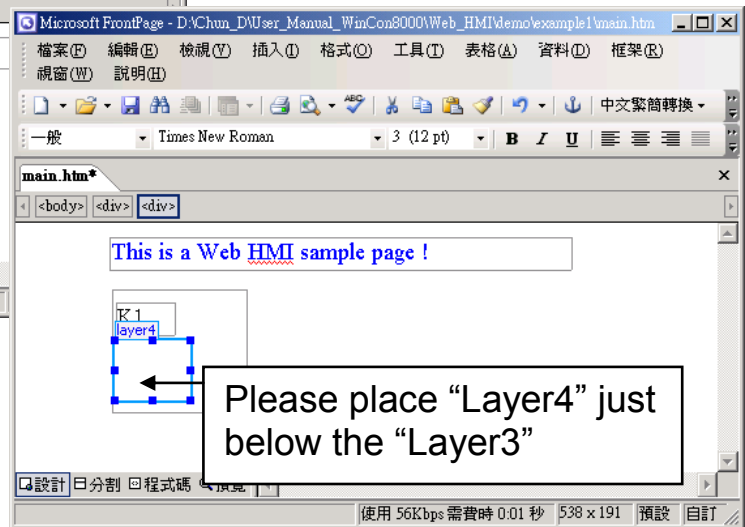 Microsoft FrontPage - D:\Chun_D\User_Manual_WinCon8000\Web_HMI\demo\example1\main.htm
檔案(F) 編輯(E) 檢視(V) 插入(I) 格式(O) 工具(T) 表格(A) 資料(D) 框架(R)
視窗(W) 說明(H)
中文繁簡轉換
一般 Times New Roman 3 (12 pt) B I U
main.htm*
<body> <div> <div>
This is a Web HMI sample page !
K1
layer4
Please place “Layer4” just
below the “Layer3”
設計 分割 程式碼
使用 56Kbps 需費時 0:01 秒 538 x 191 預設 自訂